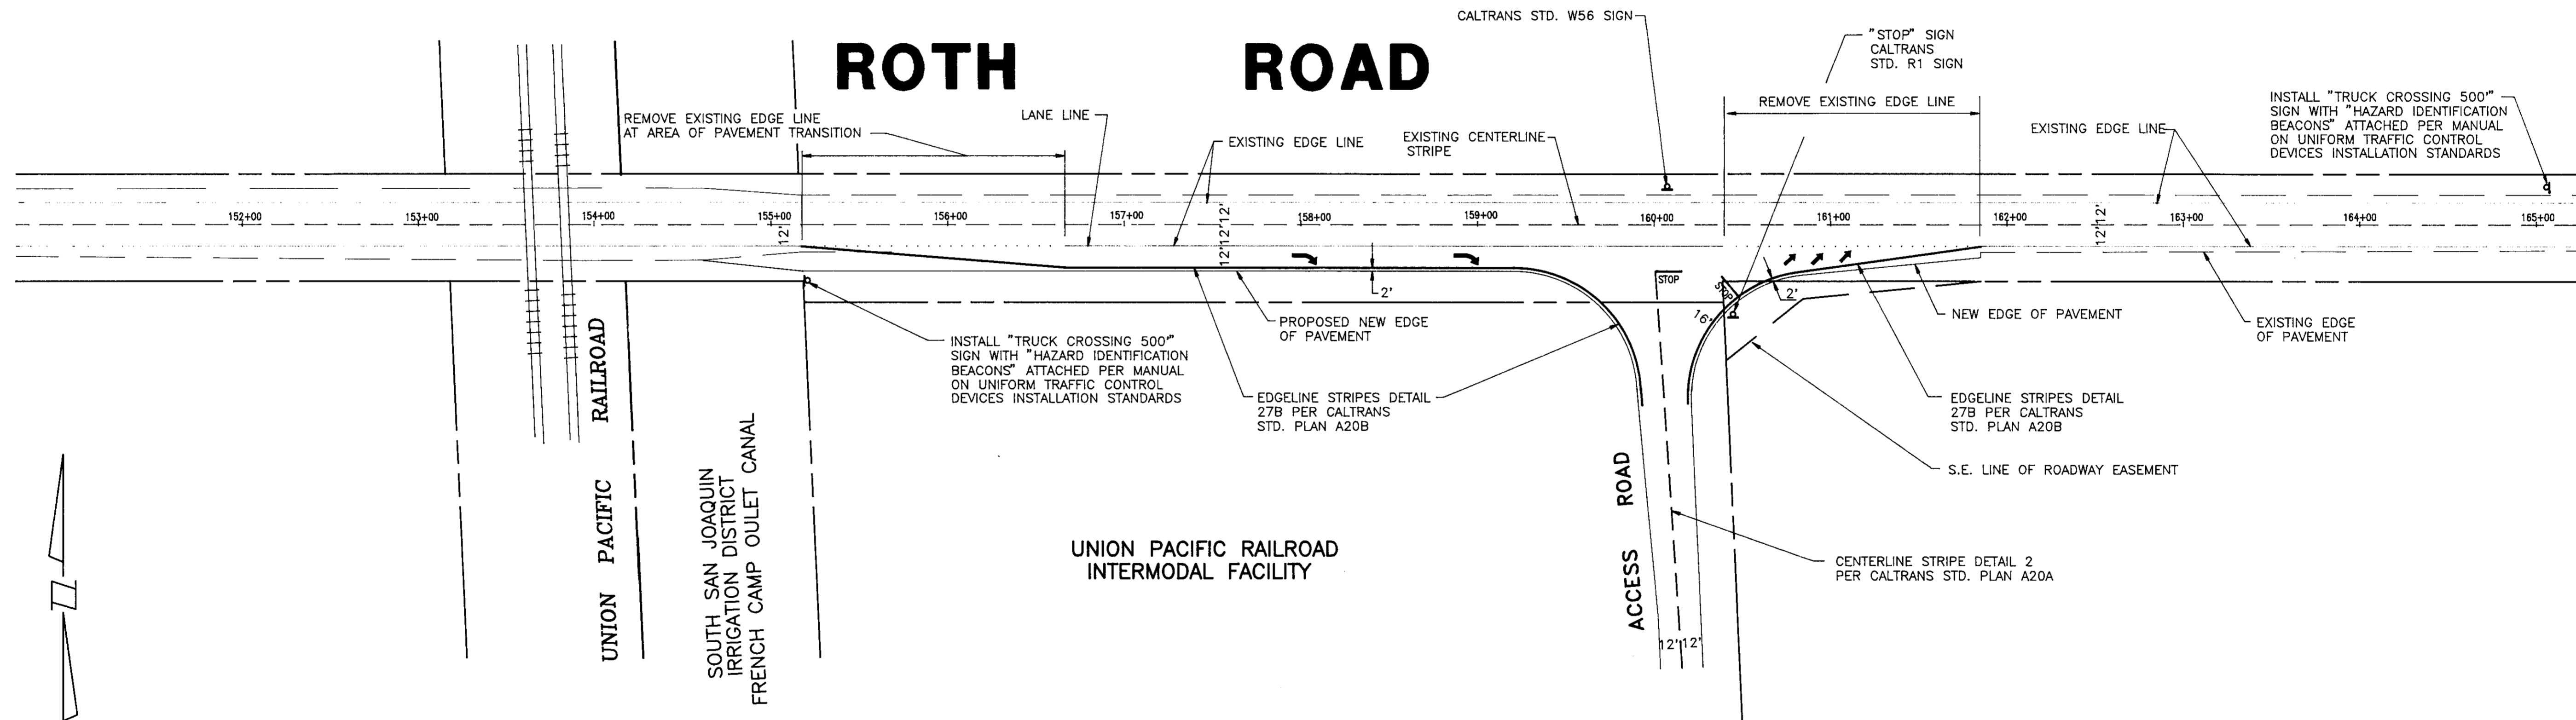 CALTRANS STD. W56 SIGN
"STOP" SIGN
CALTRANS
STD. R1 SIGN
ROTH ROAD
REMOVE EXISTING EDGE LINE
AT AREA OF PAVEMENT TRANSITION
LANE LINE
EXISTING EDGE LINE
EXISTING CENTERLINE
STRIPE
REMOVE EXISTING EDGE LINE
EXISTING EDGE LINE
INSTALL "TRUCK CROSSING 500'"
SIGN WITH "HAZARD IDENTIFICATION
BEACONS" ATTACHED PER MANUAL
ON UNIFORM TRAFFIC CONTROL
DEVICES INSTALLATION STANDARDS
152+00
153+00
154+00
155+00
156+00
157+00
158+00
159+00
160+00
161+00
162+00
163+00
164+00
165+00
12'
12'12'12'12'
12'12'
2'
STOP
STOP
16'
2'
PROPOSED NEW EDGE
OF PAVEMENT
NEW EDGE OF PAVEMENT
EXISTING EDGE
OF PAVEMENT
INSTALL "TRUCK CROSSING 500'"
SIGN WITH "HAZARD IDENTIFICATION
BEACONS" ATTACHED PER MANUAL
ON UNIFORM TRAFFIC CONTROL
DEVICES INSTALLATION STANDARDS
EDGELINE STRIPES DETAIL
27B PER CALTRANS
STD. PLAN A20B
EDGELINE STRIPES DETAIL
27B PER CALTRANS
STD. PLAN A20B
S.E. LINE OF ROADWAY EASEMENT
UNION PACIFIC RAILROAD
SOUTH SAN JOAQUIN
IRRIGATION DISTRICT
FRENCH CAMP OULET CANAL
UNION PACIFIC RAILROAD
INTERMODAL FACILITY
ACCESS ROAD
CENTERLINE STRIPE DETAIL 2
PER CALTRANS STD. PLAN A20A
12' 12'